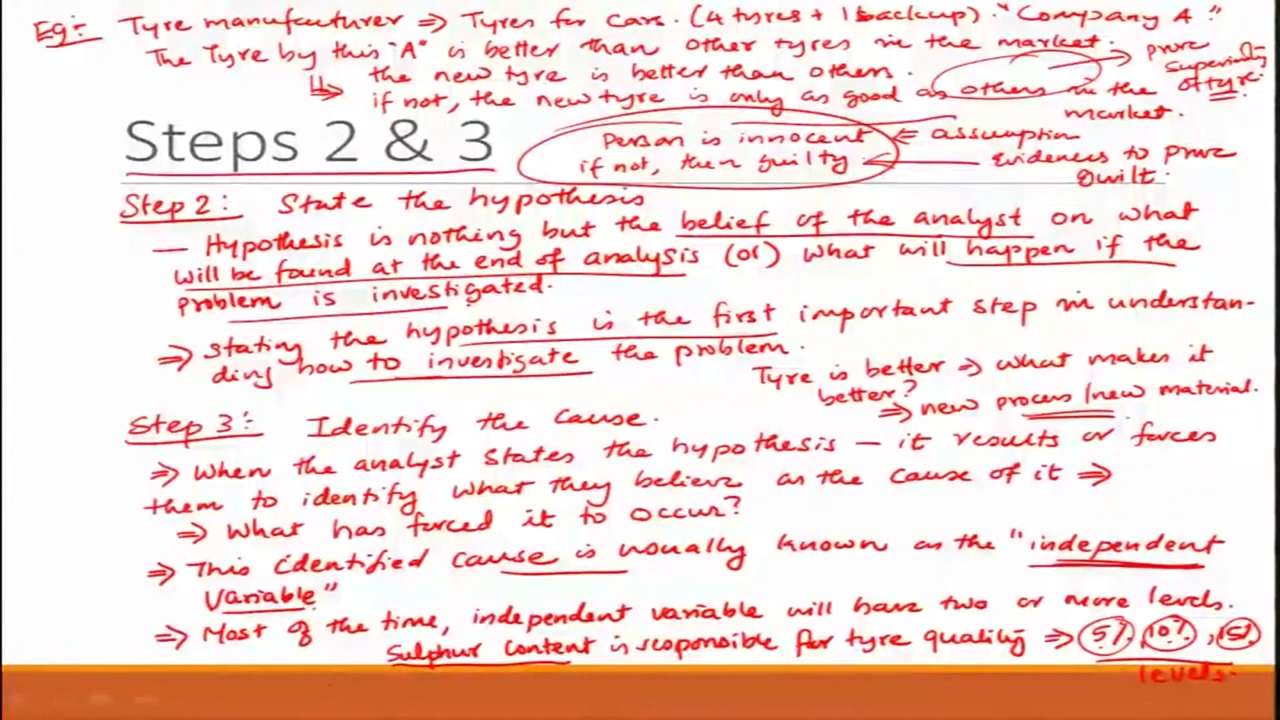 Eg:- Tyre manufacturer ⇒ Tyres for cars. (4 tyres + 1 backup). "Company A."
The Tyre by this "A" is better than other tyres in the market.
the new tyre is better than others. → prove superiority of tyre.
if not, the new tyre is only as good as others in the market.
Steps 2 & 3
Person is innocent ⇐ assumption
if not, then guilty ← Evidences to prove Guilt.
Step 2: State the hypothesis
— Hypothesis is nothing but the belief of the analyst on what
will be found at the end of analysis (or) what will happen if the
problem is investigated.
⇒ Stating the hypothesis is the first important step in understan-
ding how to investigate the problem.
Tyre is better ⇒ what makes it
better?
⇒ new process/new material.
Step 3: Identify the cause.
⇒ When the analyst states the hypothesis — it results or forces
them to identify what they believe as the cause of it ⇒
⇒ What has forced it to occur?
⇒ This identified cause is usually known as the "independent
Variable"
⇒ Most of the time, independent variable will have two or more levels.
Sulphur content is responsible for tyre quality ⇒ 5%, 10%, 15%
levels.